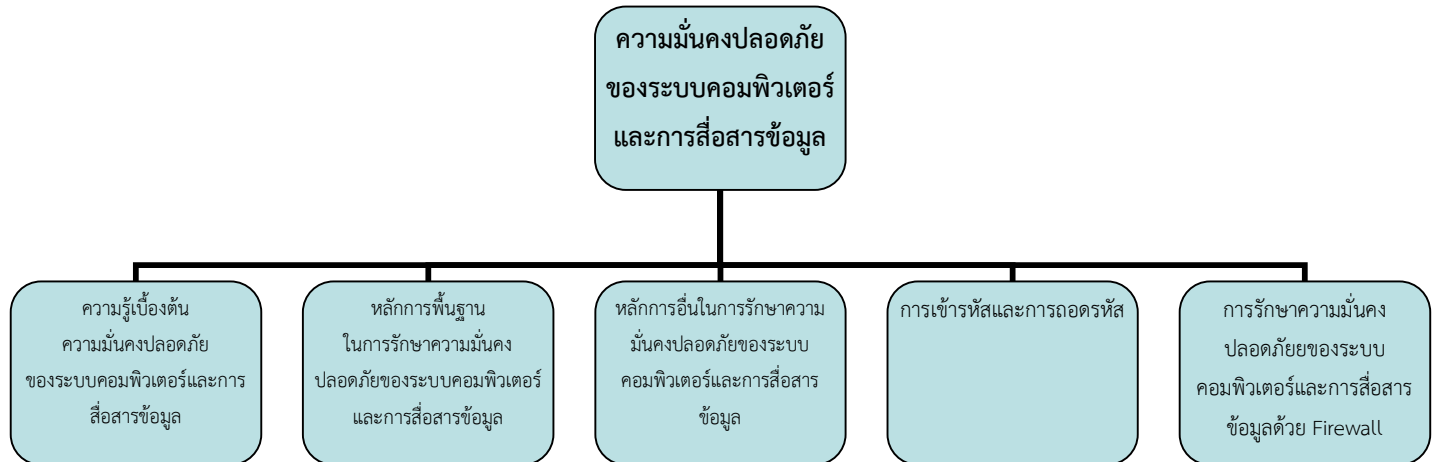 ความมั่นคงปลอดภัย
ของระบบคอมพิวเตอร์
และการสื่อสารข้อมูล
ความรู้เบื้องต้น
ความมั่นคงปลอดภัย
ของระบบคอมพิวเตอร์และการ
สื่อสารข้อมูล
หลักการพื้นฐาน
ในการรักษาความมั่นคง
ปลอดภัยของระบบคอมพิวเตอร์
และการสื่อสารข้อมูล
หลักการอื่นในการรักษาความ
มั่นคงปลอดภัยของระบบ
คอมพิวเตอร์และการสื่อสาร
ข้อมูล
การเข้ารหัสและการถอดรหัส
การรักษาความมั่นคง
ปลอดภัยยของระบบ
คอมพิวเตอร์และการสื่อสาร
ข้อมูลด้วย Firewall